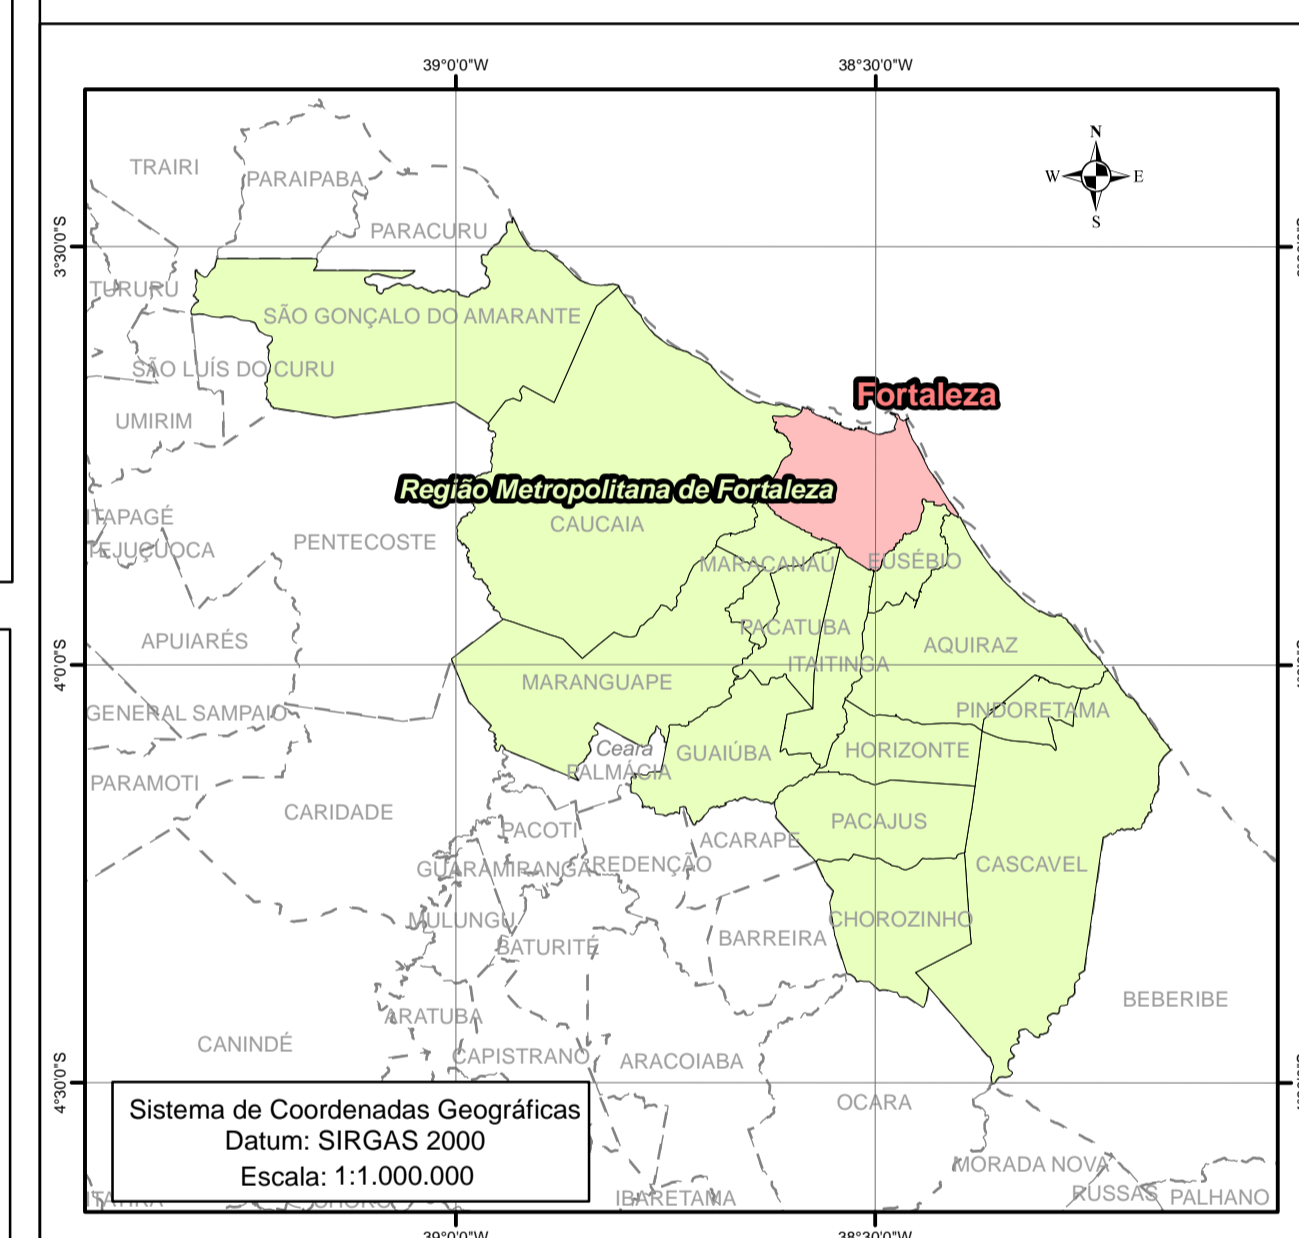 39°0'0"W
38°30'0"W
N
W
E
S
TRAIRI
PARAIPABA
PARACURU
3°30'0"S
TURURU
SÃO GONÇALO DO AMARANTE
SÃO LUÍS DO CURU
UMIRIM
Fortaleza
Região Metropolitana de Fortaleza
ITAPAGÉ
CAUCAIA
PENTECOSTE
TEJUÇUOCA
MARACANAÚ
EUSÉBIO
PACATUBA
APUIARÉS
AQUIRAZ
ITAITINGA
4°0'0"S
MARANGUAPE
GENERAL SAMPAIO
PINDORETAMA
Ceará
GUAIÚBA
HORIZONTE
PALMÁCIA
PARAMOTI
CARIDADE
PACOTI
PACAJUS
ACARAPE
GUARAMIRANGA
REDENÇÃO
CASCAVEL
MULUNGU
CHOROZINHO
BARREIRA
BATURITÉ
BEBERIBE
ARATUBA
CANINDÉ
CAPISTRANO
ARACOIABA
4°30'0"S
OCARA
Sistema de Coordenadas Geográficas
Datum: SIRGAS 2000
Escala: 1:1.000.000
MORADA NOVA
RUSSAS
PALHANO
IBARETAMA
39°0'0"W
38°30'0"W